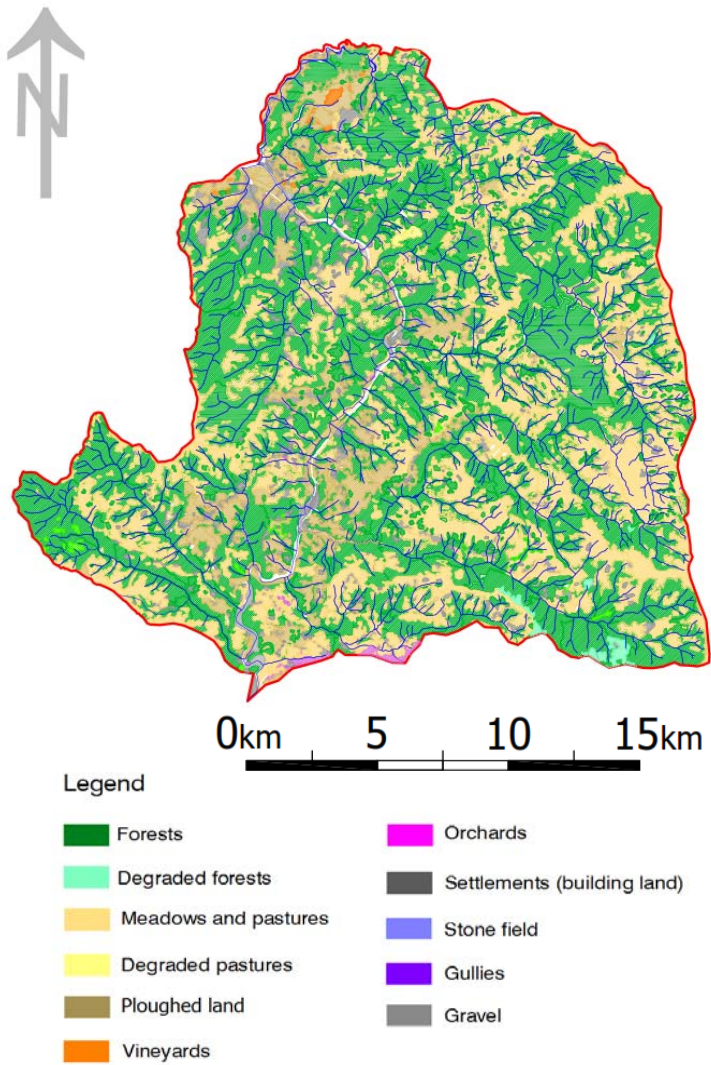 N
0km 5 10 15km
Legend
Forests
Degraded forests
Meadows and pastures
Degraded pastures
Ploughed land
Vineyards
Orchards
Settlements (building land)
Stone field
Gullies
Gravel